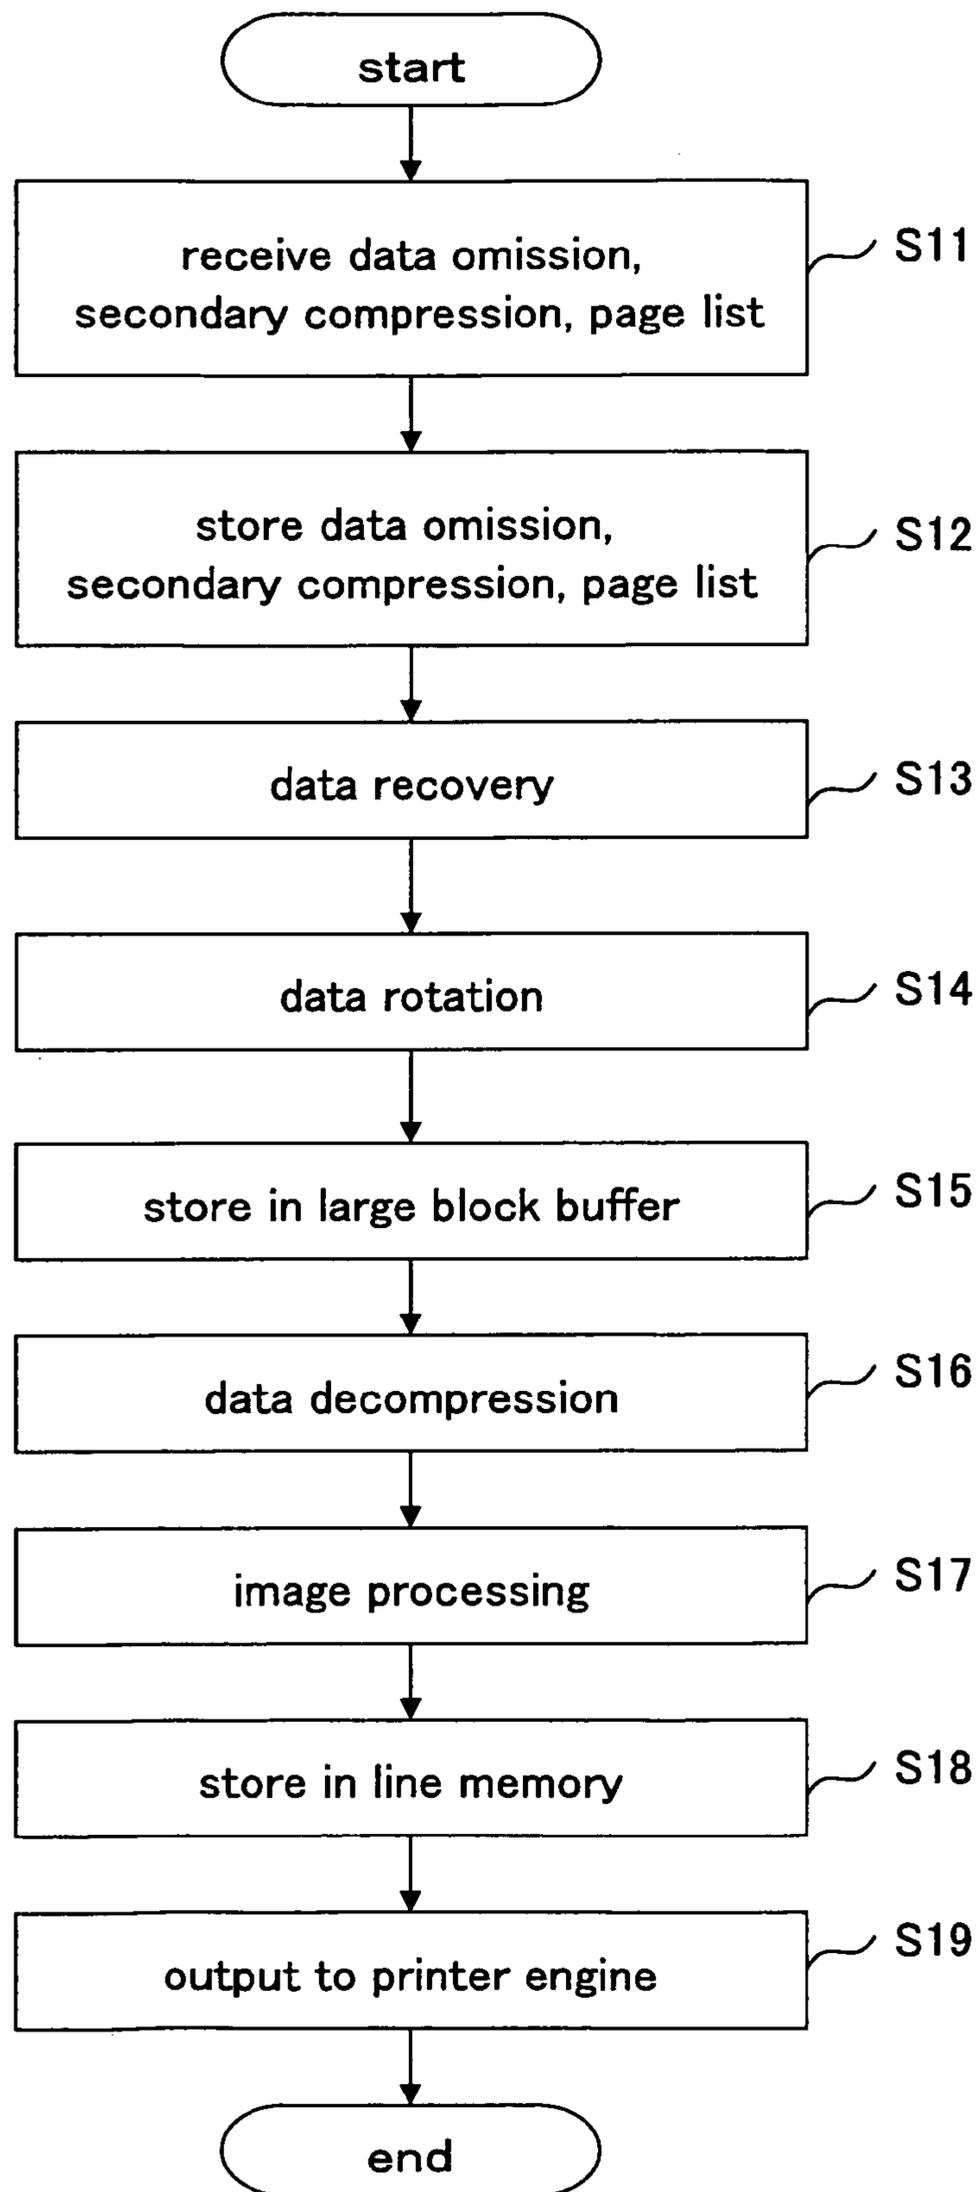 start
receive data omission,
secondary compression, page list
S11
store data omission,
secondary compression, page list
S12
data recovery
S13
data rotation
S14
store in large block buffer
S15
data decompression
S16
image processing
S17
store in line memory
S18
output to printer engine
S19
end